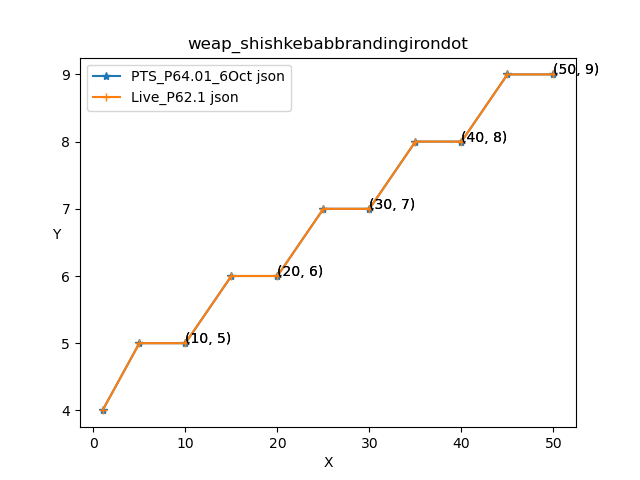 weap_shishkebabbrandingirondot
PTS_P64.01_6Oct json
Live_P62.1 json
9
(50, 9)
8
(40, 8)
7
(30, 7)
Y
6
(20, 6)
5
(10, 5)
4
0 10 20 30 40 50
X